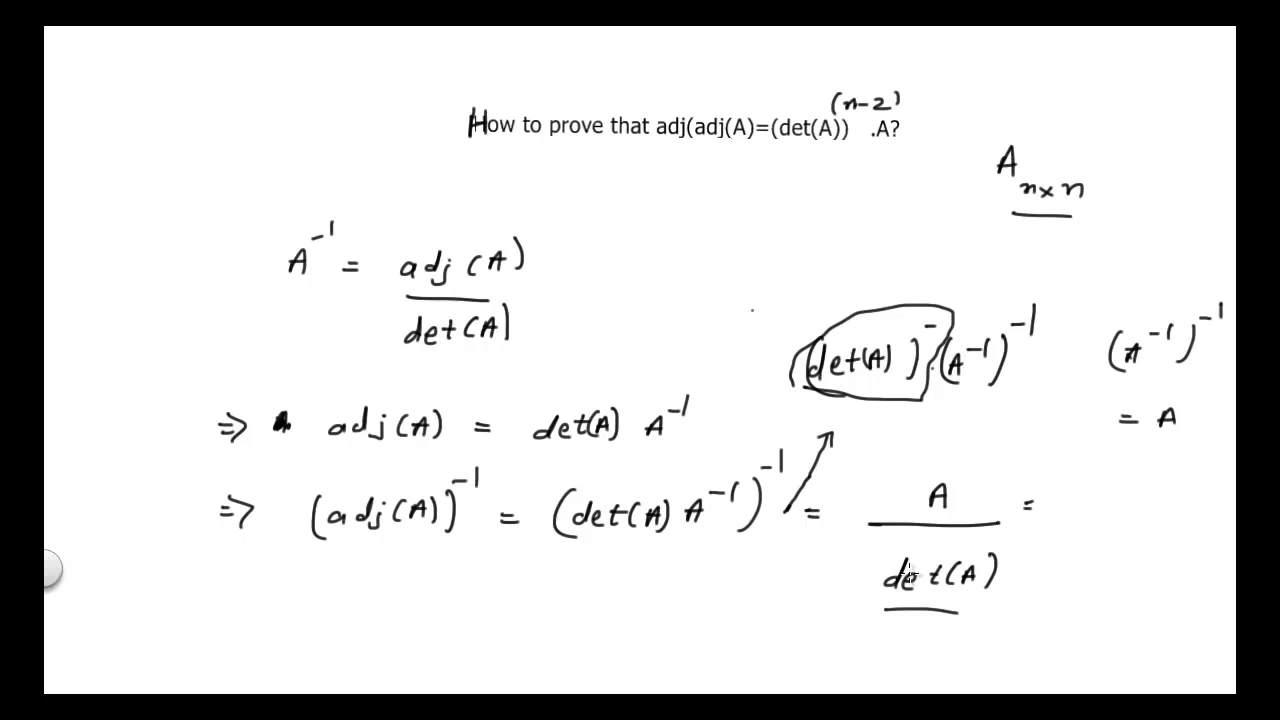 (n-2)
How to prove that adj(adj(A)=(det(A)) .A?
A n×n
A^-1 = adj(A) / det(A)
(det(A))^- . (A^-1)^-1
(A^-1)^-1
= A
⇒ adj(A) = det(A) A^-1
⇒ (adj(A))^-1 = (det(A) A^-1)^-1 = A / det(A) =